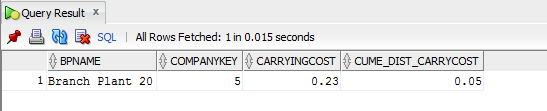 Query Result x
SQL | All Rows Fetched: 1 in 0.015 seconds
BPNAME COMPANYKEY CARRYINGCOST CUME_DIST_CARRYCOST
1 Branch Plant 20 5 0.23 0.05